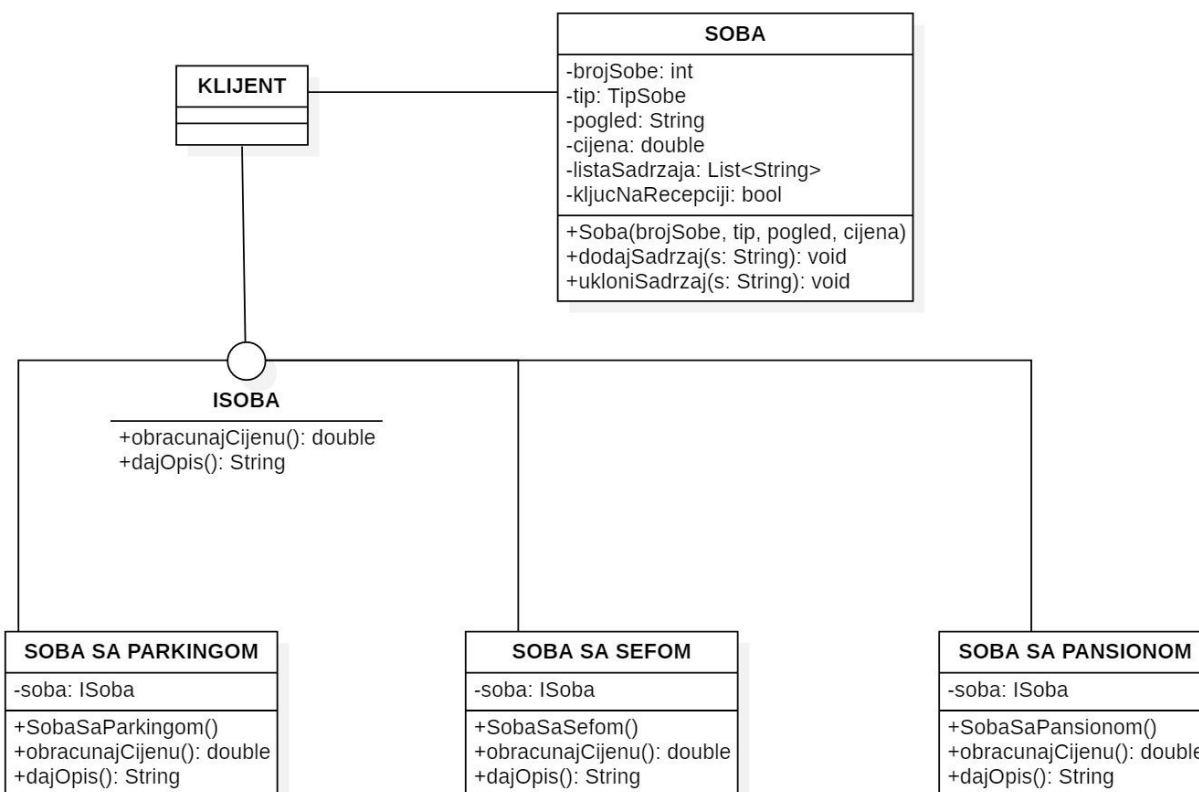 KLIJENT
SOBA
-brojSobe: int
-tip: TipSobe
-pogled: String
-cijena: double
-listaSadrzaja: List<String>
-kljucNaRecepciji: bool
+Soba(brojSobe, tip, pogled, cijena)
+dodajSadrzaj(s: String): void
+ukloniSadrzaj(s: String): void
ISOBA
+obracunajCijenu(): double
+dajOpis(): String
SOBA SA PARKINGOM
-soba: ISoba
+SobaSaParkingom()
+obracunajCijenu(): double
+dajOpis(): String
SOBA SA SEFOM
-soba: ISoba
+SobaSaSefom()
+obracunajCijenu(): double
+dajOpis(): String
SOBA SA PANSIONOM
-soba: ISoba
+SobaSaPansionom()
+obracunajCijenu(): double
+dajOpis(): String